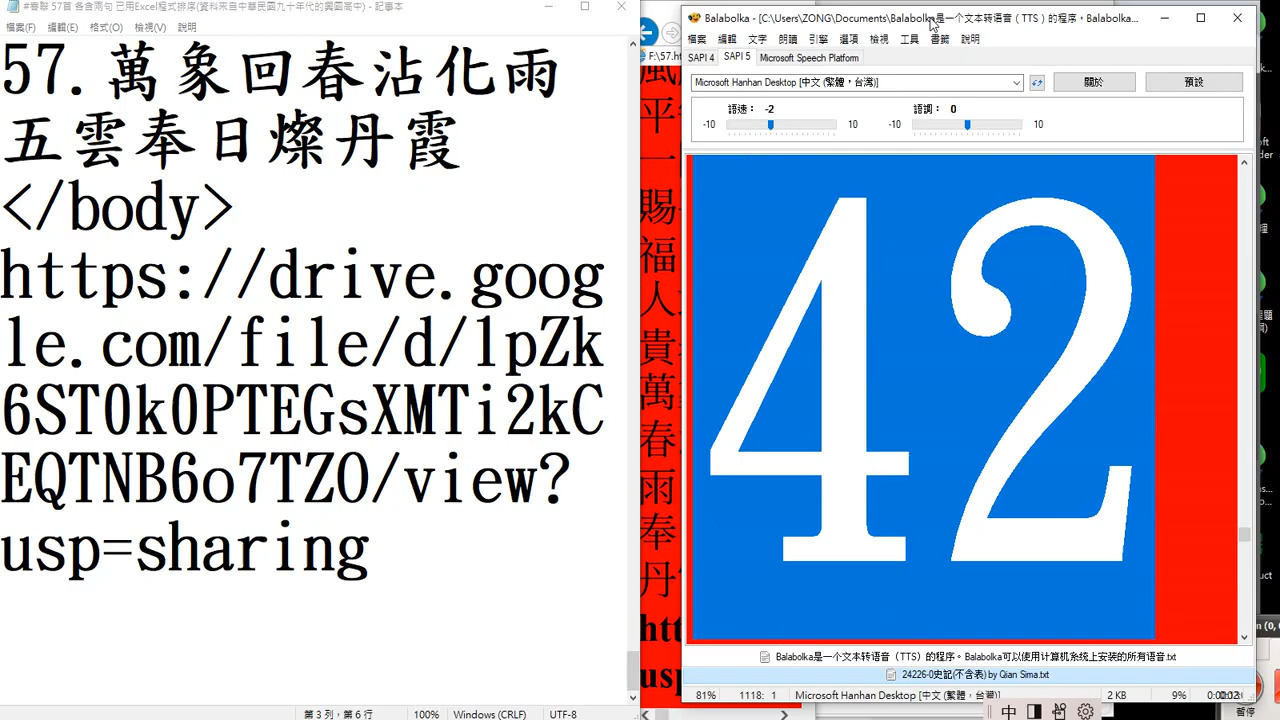 #春聯 57首 各含兩句 已用Excel程式排序(資料來自中華民國九十年代的興國高中) - 記事本
檔案(F) 編輯(E) 格式(O) 檢視(V) 說明
57.萬象回春沾化雨
五雲奉日燦丹霞
</body>
https://drive.goog
le.com/file/d/1pZk
6ST0k0PTEGsXMTi2kC
EQTNB6o7TZO/view?
usp=sharing
第 3 列，第 6 行 100% Windows (CRLF) UTF-8
F:\57.ht
風
平
一
賜
福
人
貴
萬
春
雨
奉
丹
htt
usp
Balabolka - [C:\Users\ZONG\Documents\Balabolka是一个文本转语音（TTS）的程序，Balabolka...
檔案 編輯 文字 朗讀 引擎 選項 檢視 工具 書籤 說明
SAPI 4 SAPI 5 Microsoft Speech Platform
Microsoft Hanhan Desktop [中文 (繁體，台灣)] 關於 預設
語速： -2 語調： 0
-10 10 -10 10
42
Balabolka是一个文本转语音（TTS）的程序。Balabolka可以使用计算机系统上安装的所有语音.txt
24226-0史記(不含表) by Qian Sima.txt
81% 1118: 1 Microsoft Hanhan Desktop [中文 (繁體，台灣)] 2 KB 9%
中
暫停